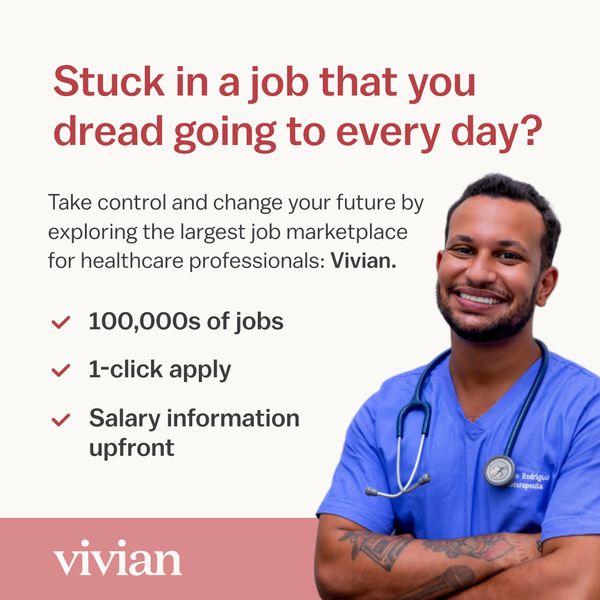 Stuck in a job that you
dread going to every day?
Take control and change your future by
exploring the largest job marketplace
for healthcare professionals: Vivian.
100,000s of jobs
1-click apply
Salary information
upfront
Rodrigu
vivian